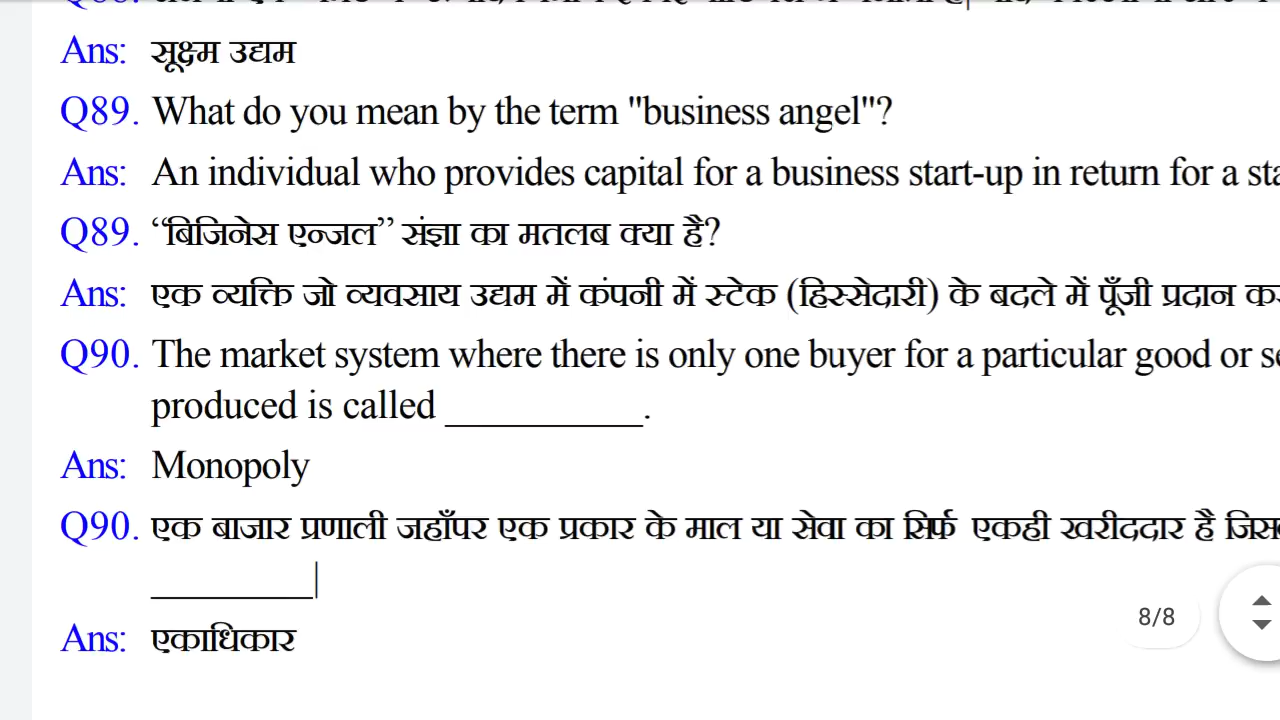 Ans: सूक्ष्म उद्यम
Q89. What do you mean by the term "business angel"?
Ans: An individual who provides capital for a business start-up in return for a
Q89. “बिजिनेस एन्जल” संज्ञा का मतलब क्या है?
Ans: एक व्यक्ति जो व्यवसाय उद्यम में कंपनी में स्टेक (हिस्सेदारी) के बदले में पूँजी प्रदान
Q90. The market system where there is only one buyer for a particular good or
produced is called __________.
Ans: Monopoly
Q90. एक बाजार प्रणाली जहाँपर एक प्रकार के माल या सेवा का सिर्फ एकही खरीददार है
________|
8/8
Ans: एकाधिकार